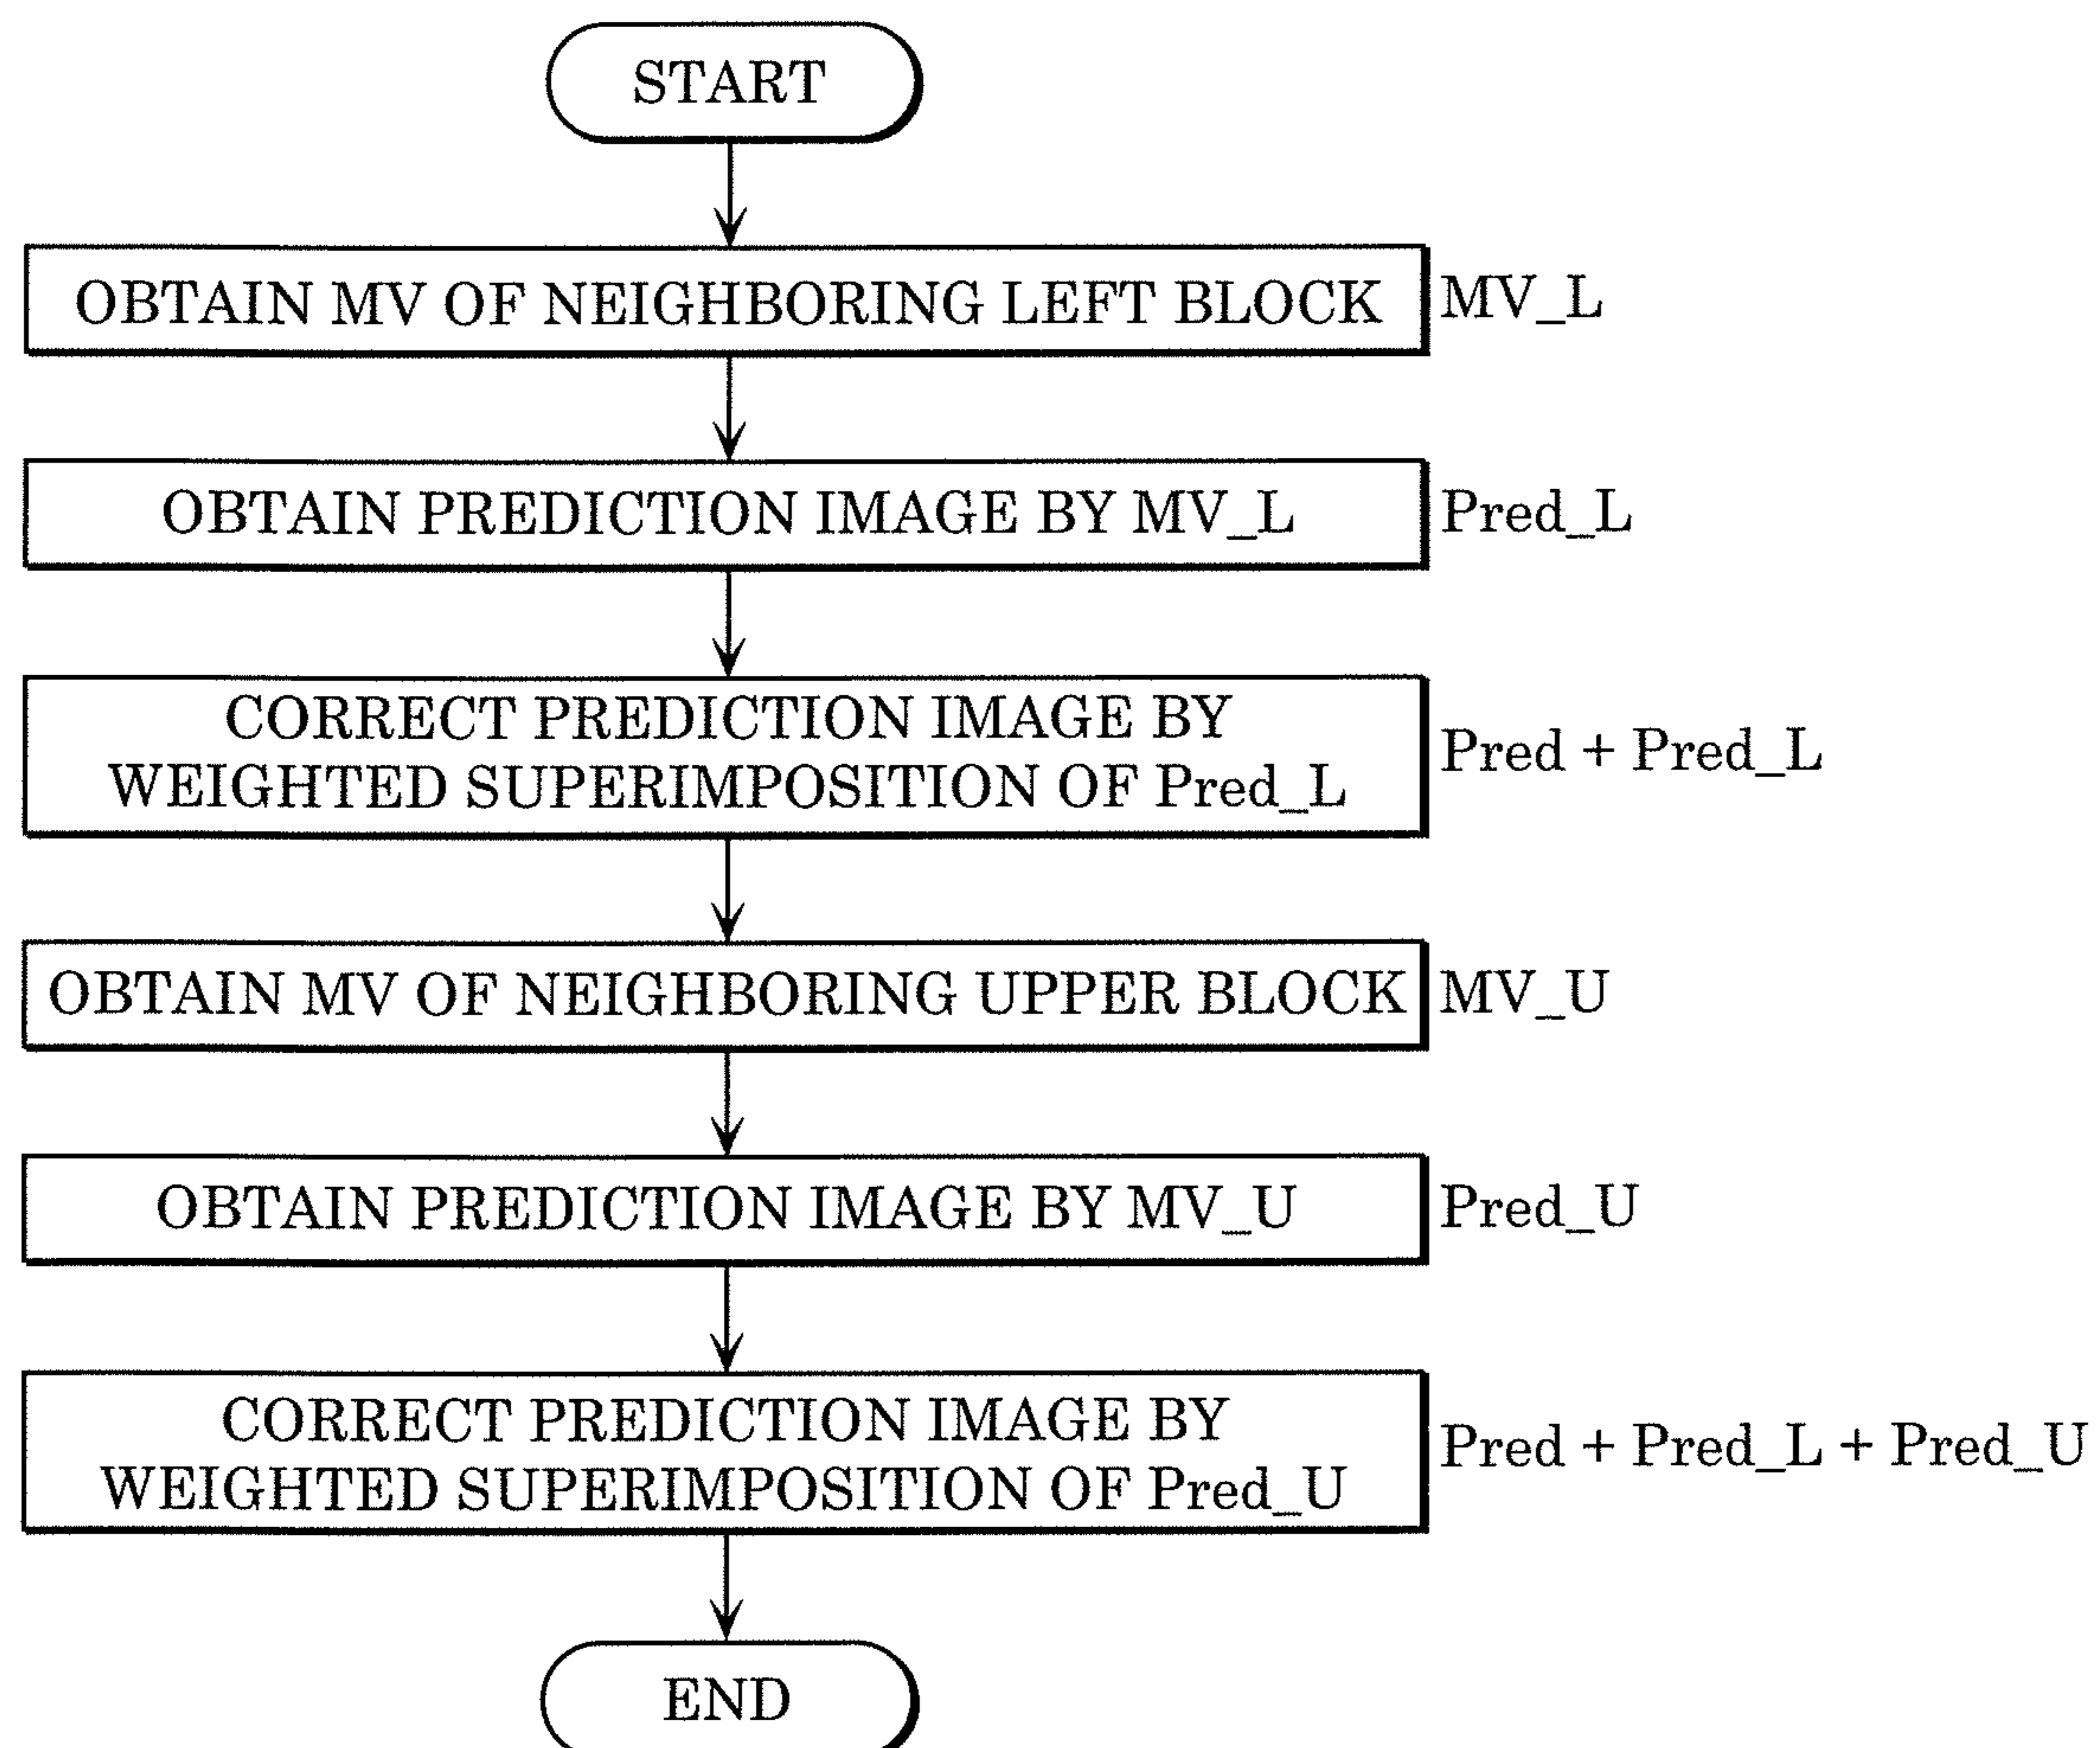 START
OBTAIN MV OF NEIGHBORING LEFT BLOCK
MV_L
OBTAIN PREDICTION IMAGE BY MV_L
Pred_L
CORRECT PREDICTION IMAGE BY
WEIGHTED SUPERIMPOSITION OF Pred_L
Pred + Pred_L
OBTAIN MV OF NEIGHBORING UPPER BLOCK
MV_U
OBTAIN PREDICTION IMAGE BY MV_U
Pred_U
CORRECT PREDICTION IMAGE BY
WEIGHTED SUPERIMPOSITION OF Pred_U
Pred + Pred_L + Pred_U
END